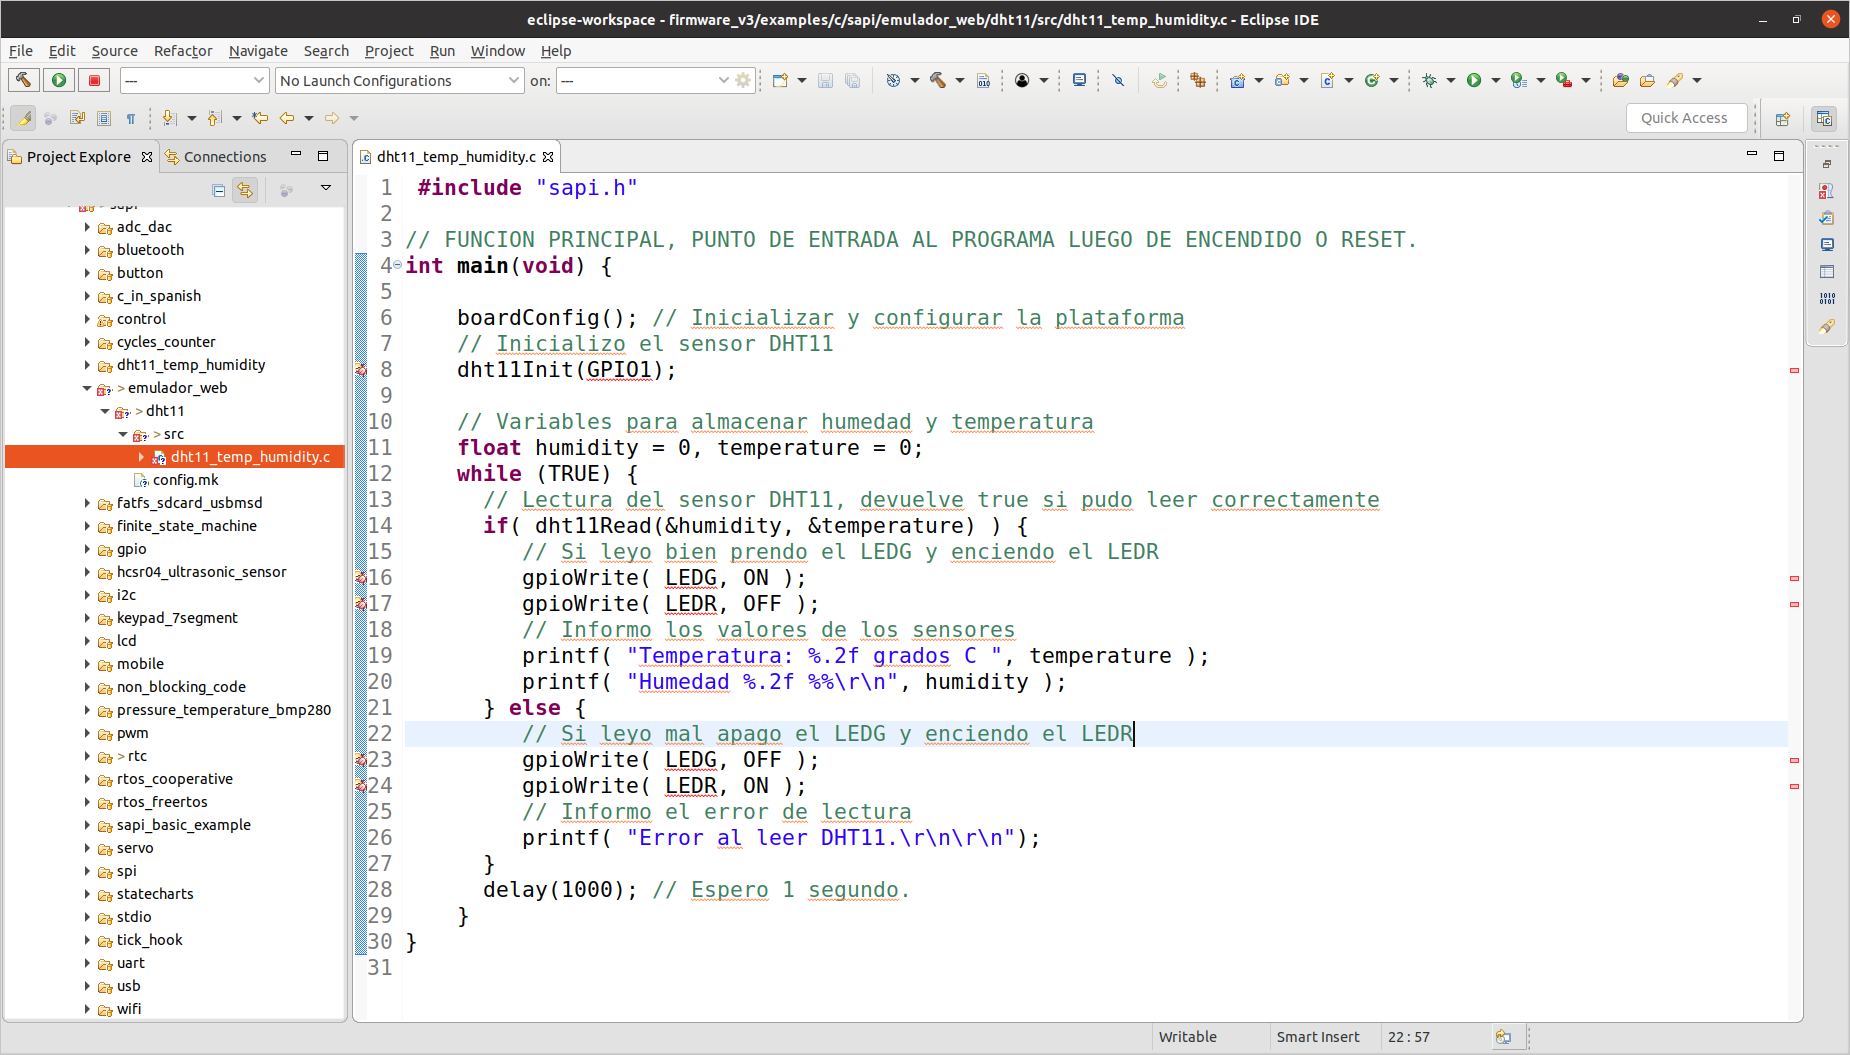 eclipse-workspace - firmware_v3/examples/c/sapi/emulador_web/dht11/src/dht11_temp_humidity.c - Eclipse IDE
File Edit Source Refactor Navigate Search Project Run Window Help
--- No Launch Configurations on: ---
Quick Access
Project Explore Connections
sapi
adc_dac
bluetooth
button
c_in_spanish
control
cycles_counter
dht11_temp_humidity
> emulador_web
> dht11
> src
dht11_temp_humidity.c
config.mk
fatfs_sdcard_usbmsd
finite_state_machine
gpio
hcsr04_ultrasonic_sensor
i2c
keypad_7segment
lcd
mobile
non_blocking_code
pressure_temperature_bmp280
pwm
> rtc
rtos_cooperative
rtos_freertos
sapi_basic_example
servo
spi
statecharts
stdio
tick_hook
uart
usb
wifi
dht11_temp_humidity.c
1 #include "sapi.h"
2
3 // FUNCION PRINCIPAL, PUNTO DE ENTRADA AL PROGRAMA LUEGO DE ENCENDIDO O RESET.
4 int main(void) {
5
6 boardConfig(); // Inicializar y configurar la plataforma
7 // Inicializo el sensor DHT11
8 dht11Init(GPIO1);
9
10 // Variables para almacenar humedad y temperatura
11 float humidity = 0, temperature = 0;
12 while (TRUE) {
13 // Lectura del sensor DHT11, devuelve true si pudo leer correctamente
14 if( dht11Read(&humidity, &temperature) ) {
15 // Si leyo bien prendo el LEDG y enciendo el LEDR
16 gpioWrite( LEDG, ON );
17 gpioWrite( LEDR, OFF );
18 // Informo los valores de los sensores
19 printf( "Temperatura: %.2f grados C ", temperature );
20 printf( "Humedad %.2f %%\r\n", humidity );
21 } else {
22 // Si leyo mal apago el LEDG y enciendo el LEDR
23 gpioWrite( LEDG, OFF );
24 gpioWrite( LEDR, ON );
25 // Informo el error de lectura
26 printf( "Error al leer DHT11.\r\n\r\n");
27 }
28 delay(1000); // Espero 1 segundo.
29 }
30 }
31
Writable Smart Insert 22 : 57